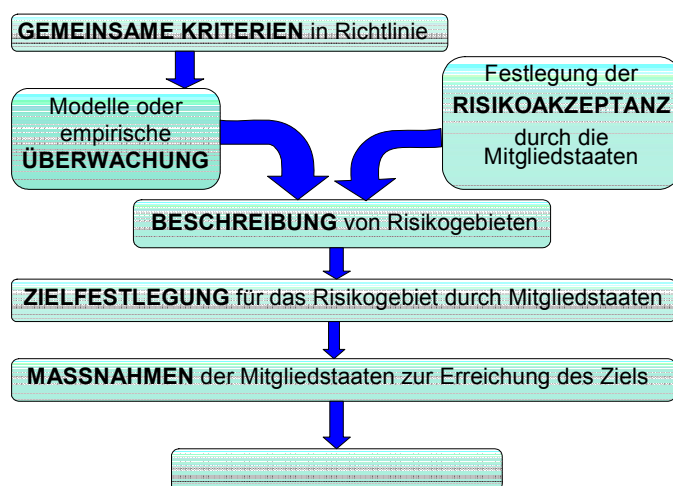 GEMEINSAME KRITERIEN in Richtlinie
Modelle oder
empirische
ÜBERWACHUNG
Festlegung der
RISIKOAKZEPTANZ
durch die
Mitgliedstaaten
BESCHREIBUNG von Risikogebieten
ZIELFESTLEGUNG für das Risikogebiet durch Mitgliedstaaten
MASSNAHMEN der Mitgliedstaaten zur Erreichung des Ziels